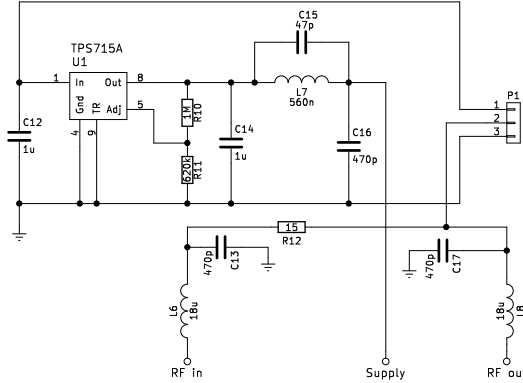 C15
47p
TPS715A
U1
1 In Out 8
Gnd TR Adj 5
4 9
L7
560n
1M R10
620k R11
C12
1u
C14
1u
C16
470p
P1
1
2
3
15
R12
470p C13
470p C17
L6 18u
18u L8
RF in
Supply
RF ou